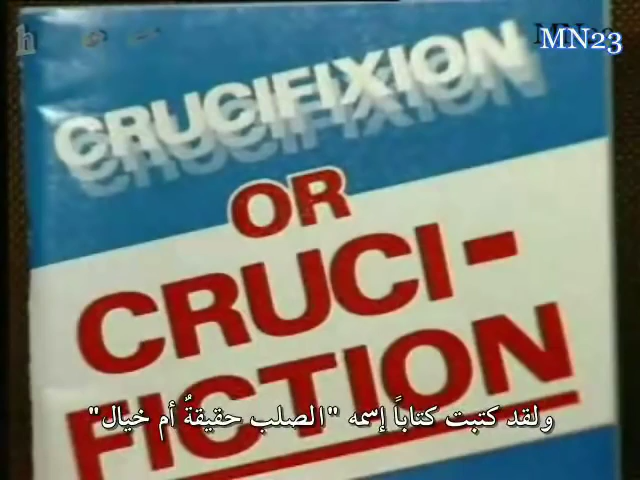 MN23
CRUCIFIXION
OR
CRUCI-
FICTION
ولقد كتبت كتاباً إسمه "الصلب حقيقةٌ أم خيال"